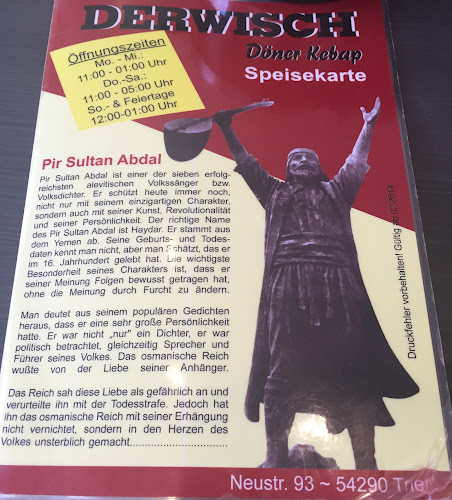 DERWISCH
Döner Kebap
Speisekarte
Öffnungszeiten
Mo. - Mi.:
11:00 - 01:00 Uhr
Do.-Sa.:
11:00 - 05:00 Uhr
So.- & Feiertage
12:00-01:00 Uhr
Pir Sultan Abdal
Pir Sultan Abdal ist einer der sieben erfolg-
reichsten alevitischen Volkssänger bzw.
Volksdichter. Er schützt heute immer noch,
nicht nur mit seinem einzigartigen Charakter,
sondern auch mit seiner Kunst, Revolutionalität
und seiner Persönlichkeit. Der richtige Name
des Pir Sultan Abdal ist Haydar. Er stammt aus
dem Yemen ab. Seine Geburts- und Todes-
daten kennt man nicht, aber man schätzt, das er
im 16. Jahrhundert gelebt hat. Die wichtigste
Besonderheit seines Charakters ist, dass er
seiner Meinung Folgen bewusst getragen hat,
ohne die Meinung durch Furcht zu ändern.
Man deutet aus seinem populären Gedichten
heraus, dass er eine sehr große Persönlichkeit
hatte. Er war nicht „nur" ein Dichter, er war
politisch betrachtet, gleichzeitig Sprecher und
Führer seines Volkes. Das osmanische Reich
wußte von der Liebe seiner Anhänger.
Das Reich sah diese Liebe als gefährlich an und
verurteilte ihn mit der Todesstrafe. Jedoch hat
ihn das osmanische Reich mit seiner Erhängung
nicht vernichtet, sondern in den Herzen des
Volkes unsterblich gemacht.......................
Druckfehler vorbehalten! Gültig ab 07/2014
Neustr. 93 ~ 54290 Trier